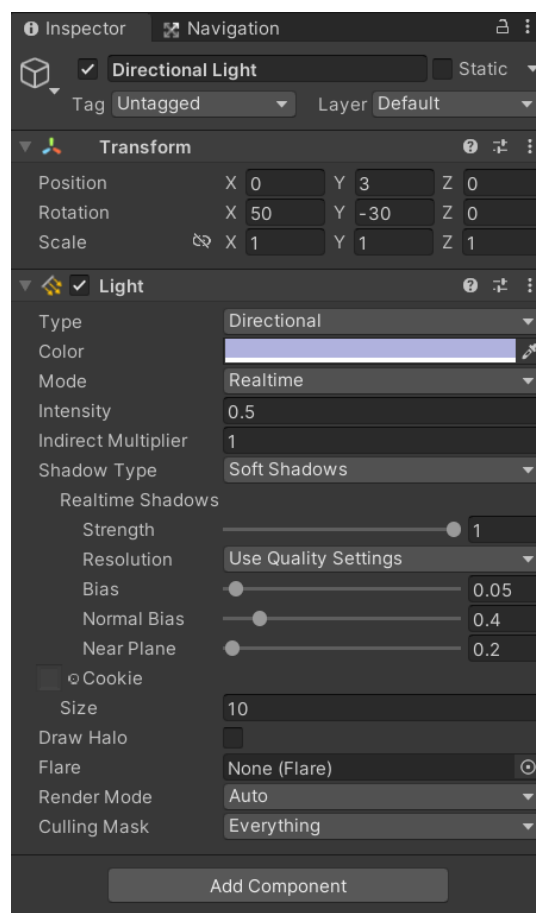 Inspector Navigation
Directional Light Static
Tag Untagged Layer Default
Transform
Position X 0 Y 3 Z 0
Rotation X 50 Y -30 Z 0
Scale X 1 Y 1 Z 1
Light
Type Directional
Color
Mode Realtime
Intensity 0.5
Indirect Multiplier 1
Shadow Type Soft Shadows
Realtime Shadows
Strength 1
Resolution Use Quality Settings
Bias 0.05
Normal Bias 0.4
Near Plane 0.2
Cookie
Size 10
Draw Halo
Flare None (Flare)
Render Mode Auto
Culling Mask Everything
Add Component